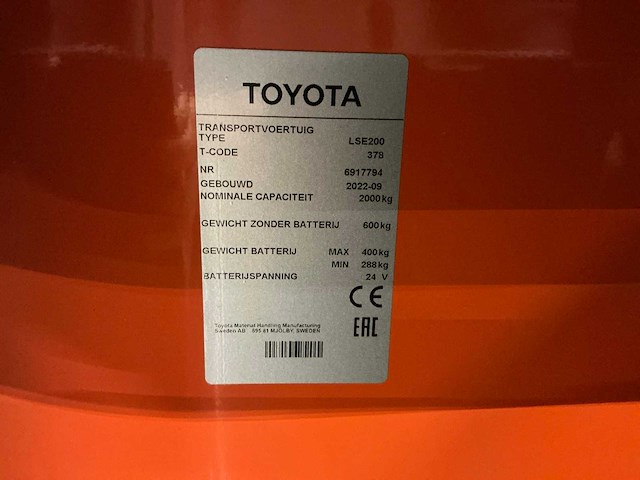 TOYOTA
TRANSPORTVOERTUIG
TYPE LSE200
T-CODE 378
NR 6917794
GEBOUWD 2022-09
NOMINALE CAPACITEIT 2000kg
GEWICHT ZONDER BATTERIJ 600kg
GEWICHT BATTERIJ MAX 400kg
MIN 288kg
BATTERIJSPANNING 24 V
CE
EAC
Toyota Material Handling Manufacturing
Sweden AB 595 81 MJÖLBY, SWEDEN